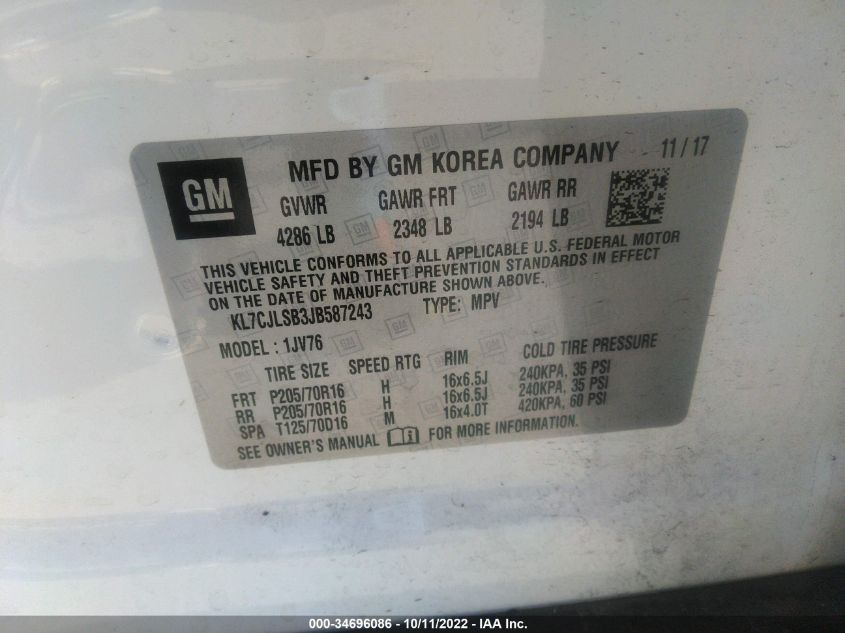 GM
MFD BY GM KOREA COMPANY 11 / 17
GVWR GAWR FRT GAWR RR
4286 LB 2348 LB 2194 LB
THIS VEHICLE CONFORMS TO ALL APPLICABLE U.S. FEDERAL MOTOR
VEHICLE SAFETY AND THEFT PREVENTION STANDARDS IN EFFECT
ON THE DATE OF MANUFACTURE SHOWN ABOVE.
KL7CJLSB3JB587243 TYPE: MPV
MODEL : 1JV76
TIRE SIZE SPEED RTG RIM COLD TIRE PRESSURE
FRT P205/70R16 H 16x6.5J 240KPA, 35 PSI
RR P205/70R16 H 16x6.5J 240KPA, 35 PSI
SPA T125/70D16 M 16x4.0T 420KPA, 60 PSI
SEE OWNER'S MANUAL FOR MORE INFORMATION.
000-34696086 - 10/11/2022 - IAA Inc.